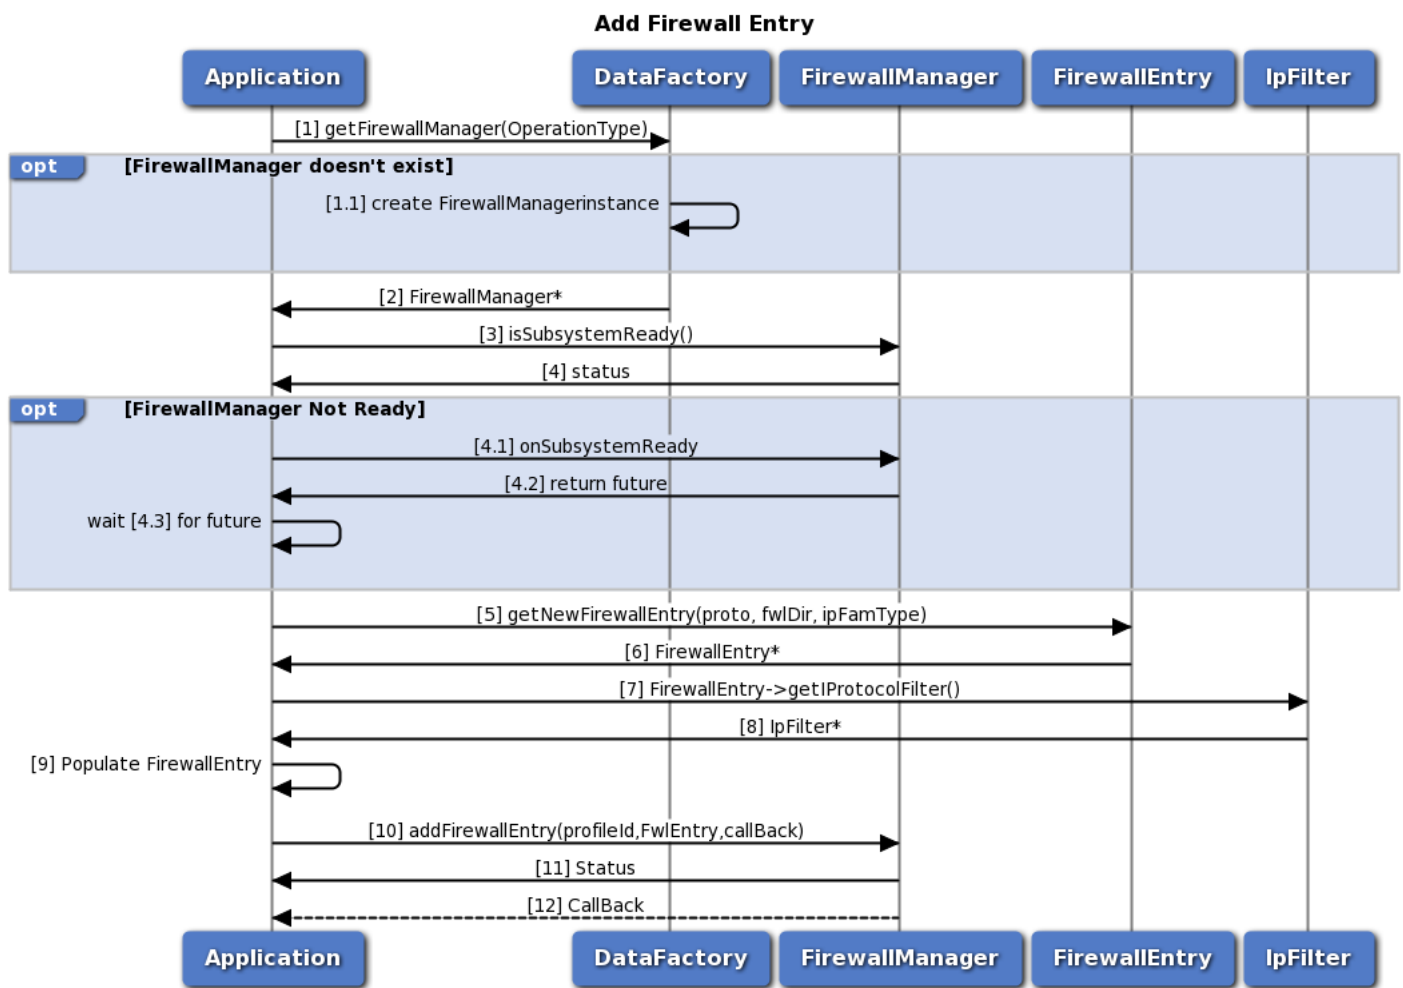 Add Firewall Entry
Application DataFactory FirewallManager FirewallEntry IpFilter
[1] getFirewallManager(OperationType)
opt [FirewallManager doesn't exist]
[1.1] create FirewallManagerinstance
[2] FirewallManager*
[3] isSubsystemReady()
[4] status
opt [FirewallManager Not Ready]
[4.1] onSubsystemReady
[4.2] return future
wait [4.3] for future
[5] getNewFirewallEntry(proto, fwlDir, ipFamType)
[6] FirewallEntry*
[7] FirewallEntry->getIProtocolFilter()
[8] IpFilter*
[9] Populate FirewallEntry
[10] addFirewallEntry(profileId,FwlEntry,callBack)
[11] Status
[12] CallBack
Application DataFactory FirewallManager FirewallEntry IpFilter